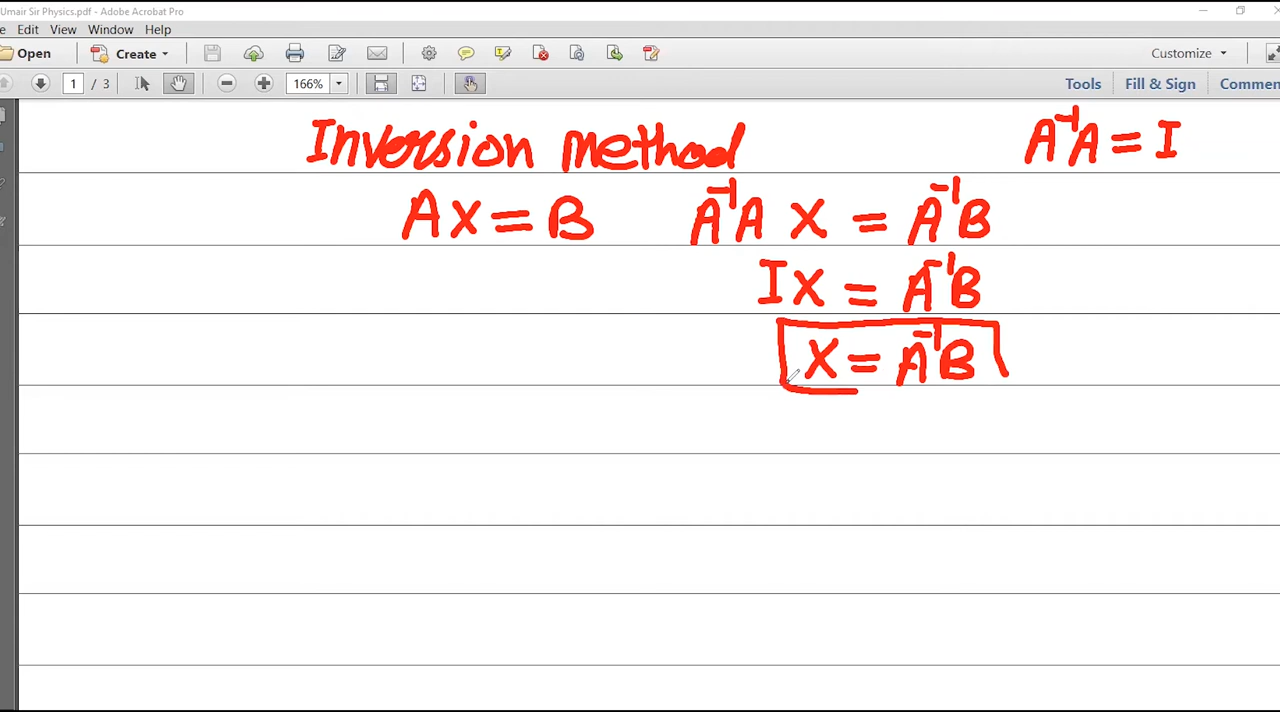 Umair Sir Physics.pdf - Adobe Acrobat Pro
Edit View Window Help
Open Create Customize
1 / 3 166% Tools Fill & Sign Commen
Inversion method A⁻¹A = I
AX = B A⁻¹A X = A⁻¹B
IX = A⁻¹B
X = A⁻¹B